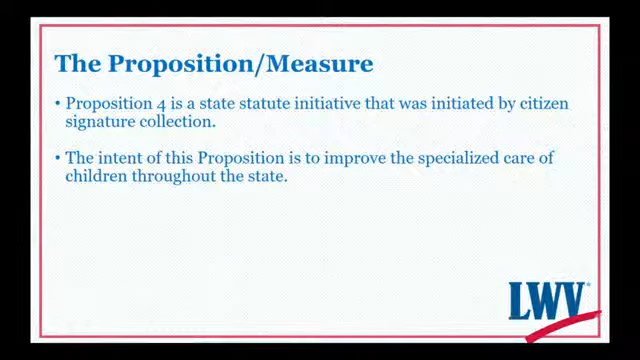 The Proposition/Measure
• Proposition 4 is a state statute initiative that was initiated by citizen
signature collection.
• The intent of this Proposition is to improve the specialized care of
children throughout the state.
LWV®